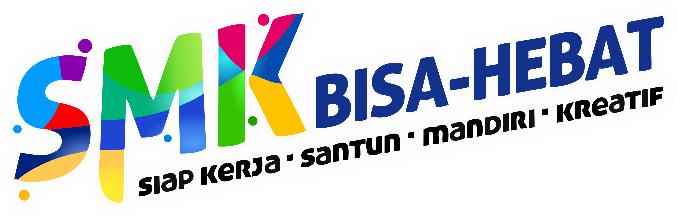 SMK BISA-HEBAT
SIAP KERJA • SANTUN • MANDIRI • KREATIF